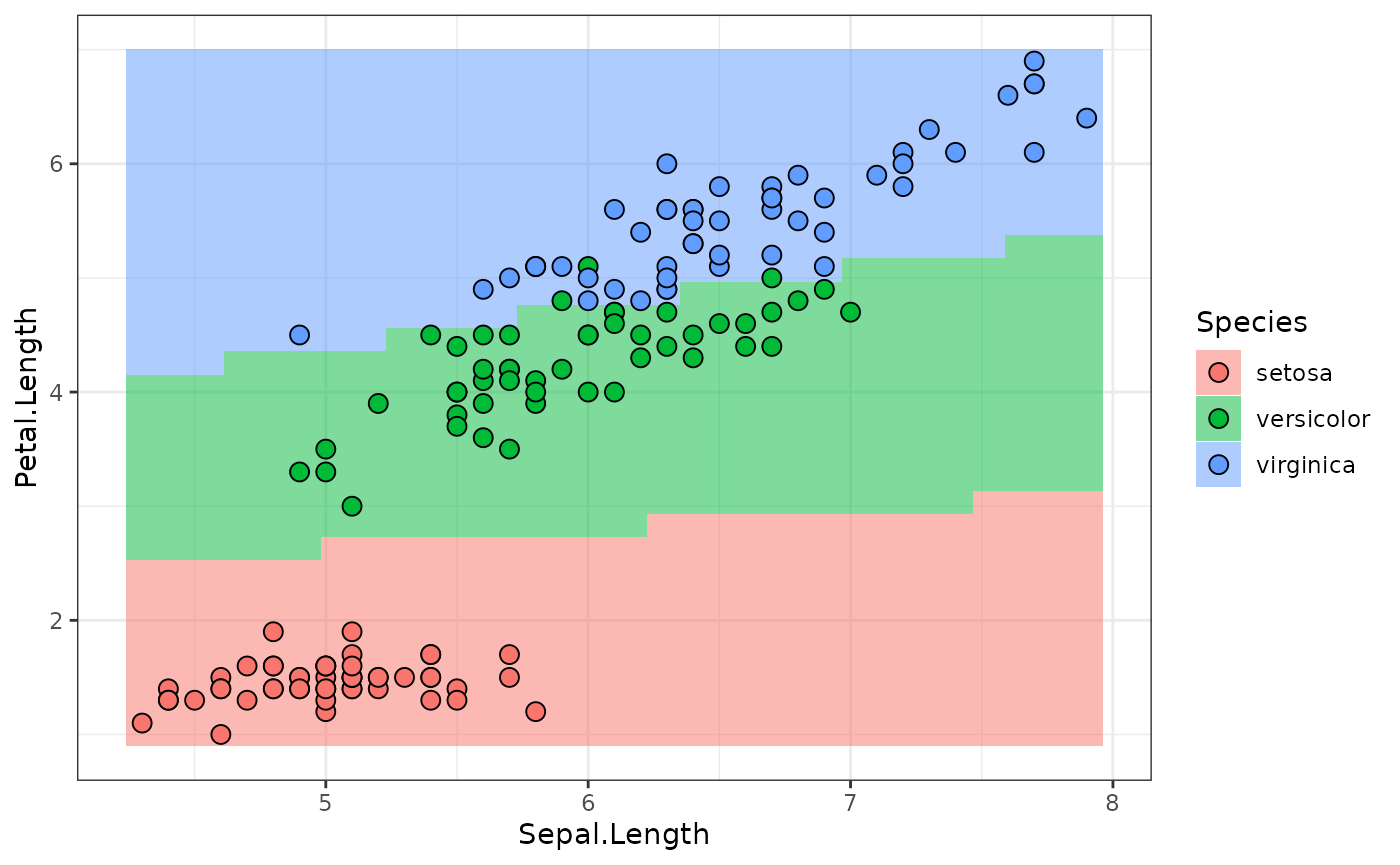 6
4
2
Petal.Length
5 6 7 8
Sepal.Length
Species
setosa
versicolor
virginica